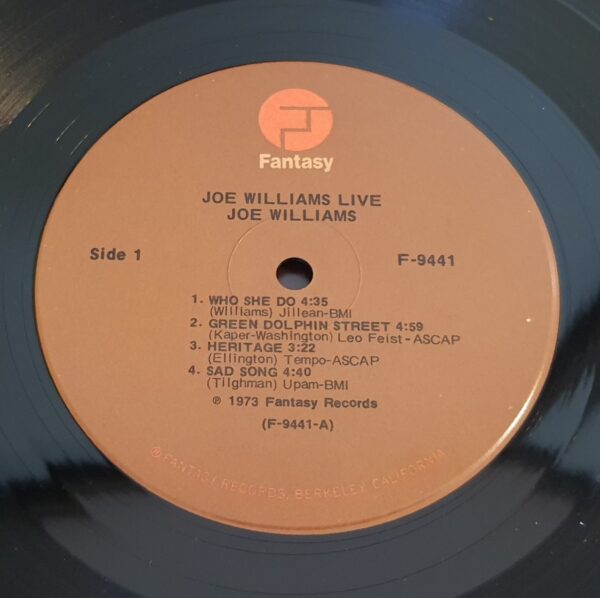 Fantasy
JOE WILLIAMS LIVE
JOE WILLIAMS
Side 1
F-9441
1. WHO SHE DO 4:35
(Williams) Jillean-BMI
2. GREEN DOLPHIN STREET 4:59
(Kaper-Washington) Leo Feist-ASCAP
3. HERITAGE 3:22
(Ellington) Tempo-ASCAP
4. SAD SONG 4:40
(Tilghman) Upam-BMI
℗ 1973 Fantasy Records
(F-9441-A)
®FANTASY RECORDS, BERKELEY, CALIFORNIA